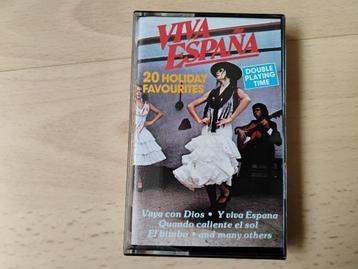 VIVA
ESPAÑA
20 HOLIDAY
FAVOURITES
DOUBLE
PLAYING
TIME
Vaya con Dios • Y viva Espana
Quando caliente el sol
El bimbo • and many others